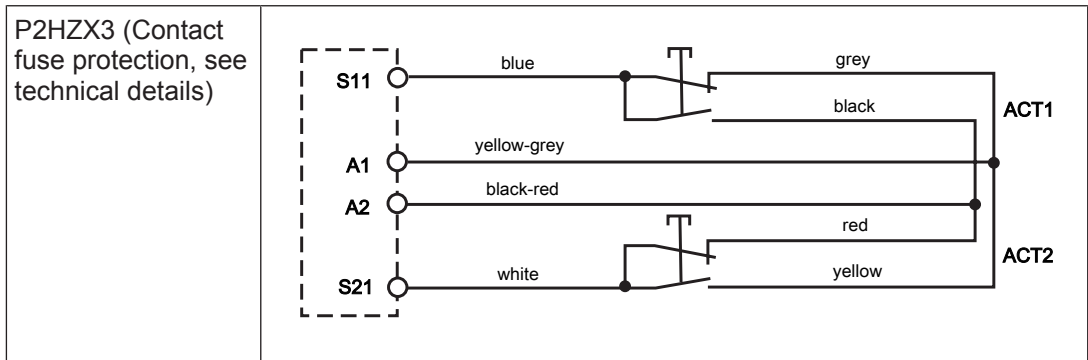 P2HZX3 (Contact
fuse protection, see
technical details)
S11
blue
grey
black
ACT1
A1
yellow-grey
A2
black-red
red
ACT2
S21
white
yellow